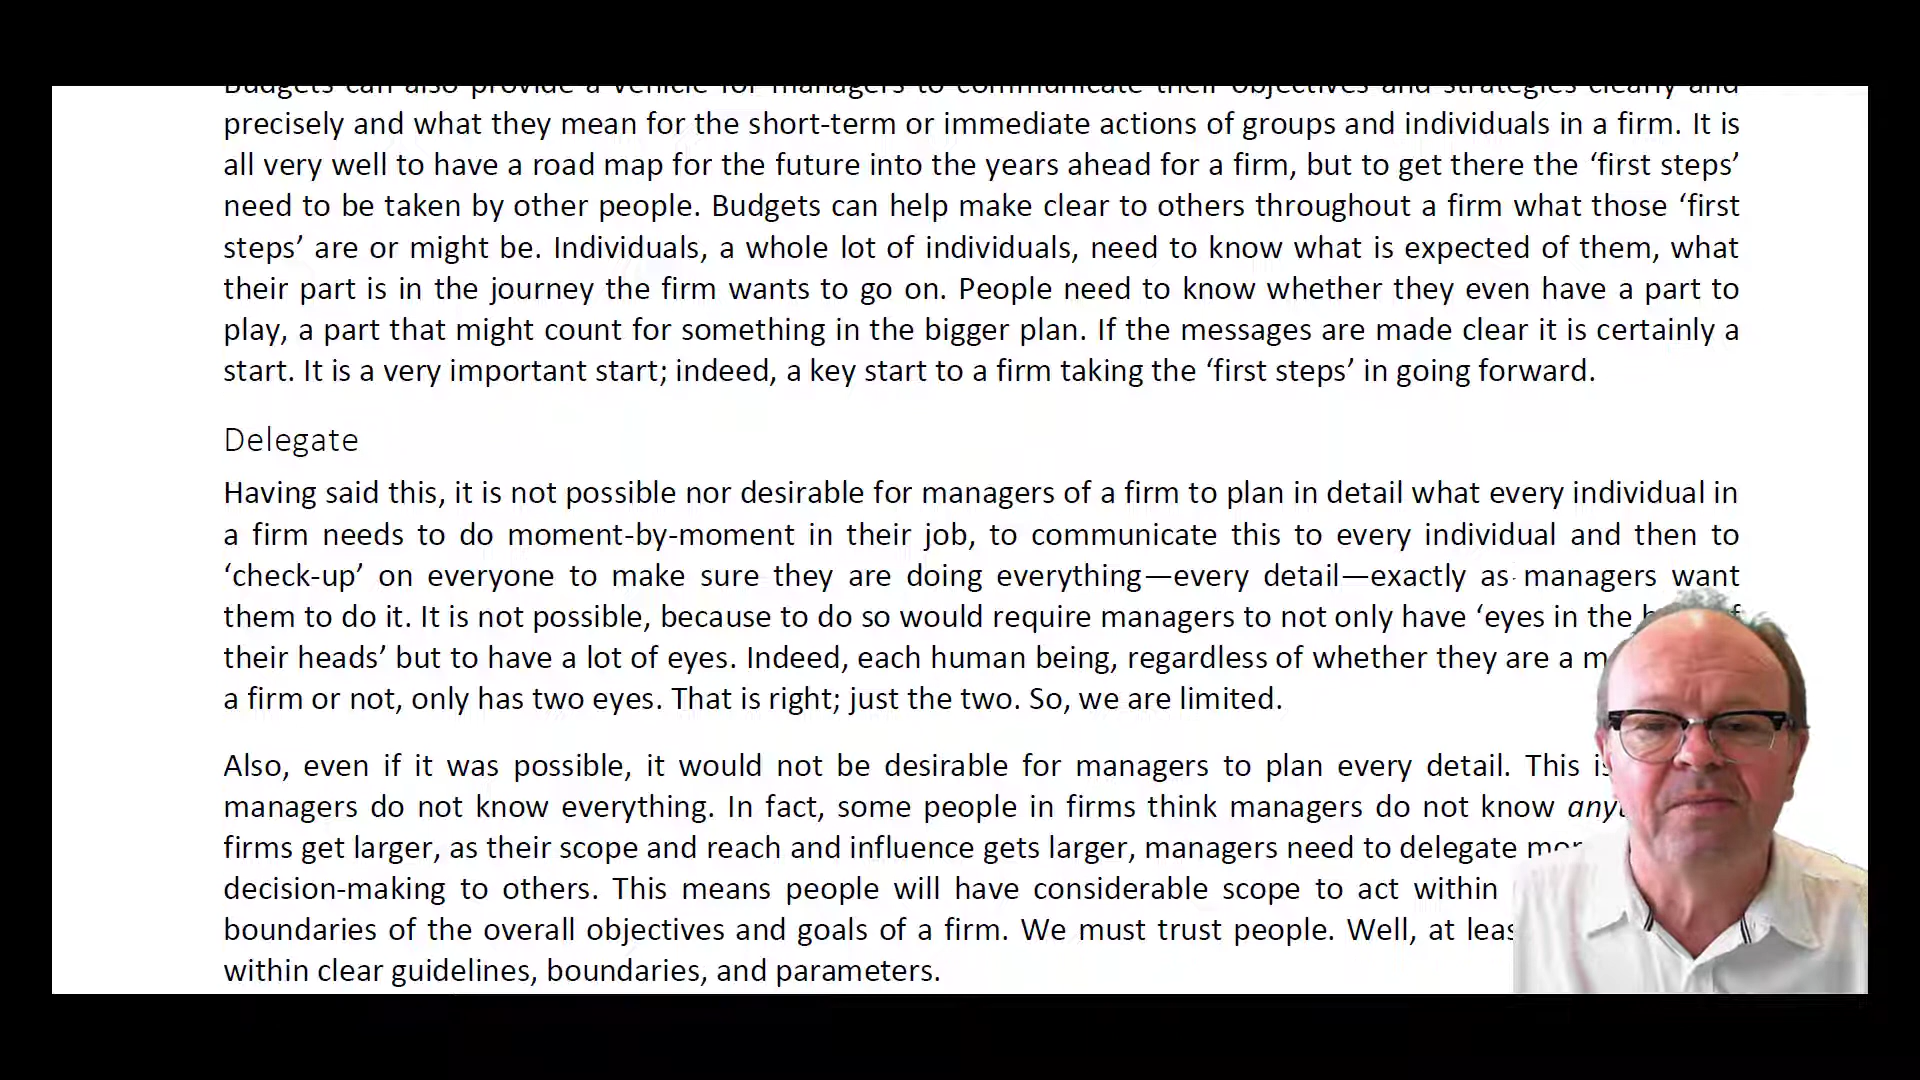 Budgets can also provide a vehicle for managers to communicate their objectives and strategies clearly and
precisely and what they mean for the short-term or immediate actions of groups and individuals in a firm. It is
all very well to have a road map for the future into the years ahead for a firm, but to get there the ‘first steps’
need to be taken by other people. Budgets can help make clear to others throughout a firm what those ‘first
steps’ are or might be. Individuals, a whole lot of individuals, need to know what is expected of them, what
their part is in the journey the firm wants to go on. People need to know whether they even have a part to
play, a part that might count for something in the bigger plan. If the messages are made clear it is certainly a
start. It is a very important start; indeed, a key start to a firm taking the ‘first steps’ in going forward.
Delegate
Having said this, it is not possible nor desirable for managers of a firm to plan in detail what every individual in
a firm needs to do moment-by-moment in their job, to communicate this to every individual and then to
‘check-up’ on everyone to make sure they are doing everything—every detail—exactly as managers want
them to do it. It is not possible, because to do so would require managers to not only have ‘eyes in the
their heads’ but to have a lot of eyes. Indeed, each human being, regardless of whether they are a
a firm or not, only has two eyes. That is right; just the two. So, we are limited.
Also, even if it was possible, it would not be desirable for managers to plan every detail. This
managers do not know everything. In fact, some people in firms think managers do not know
firms get larger, as their scope and reach and influence gets larger, managers need to delegate
decision-making to others. This means people will have considerable scope to act within
boundaries of the overall objectives and goals of a firm. We must trust people. Well, at
within clear guidelines, boundaries, and parameters.